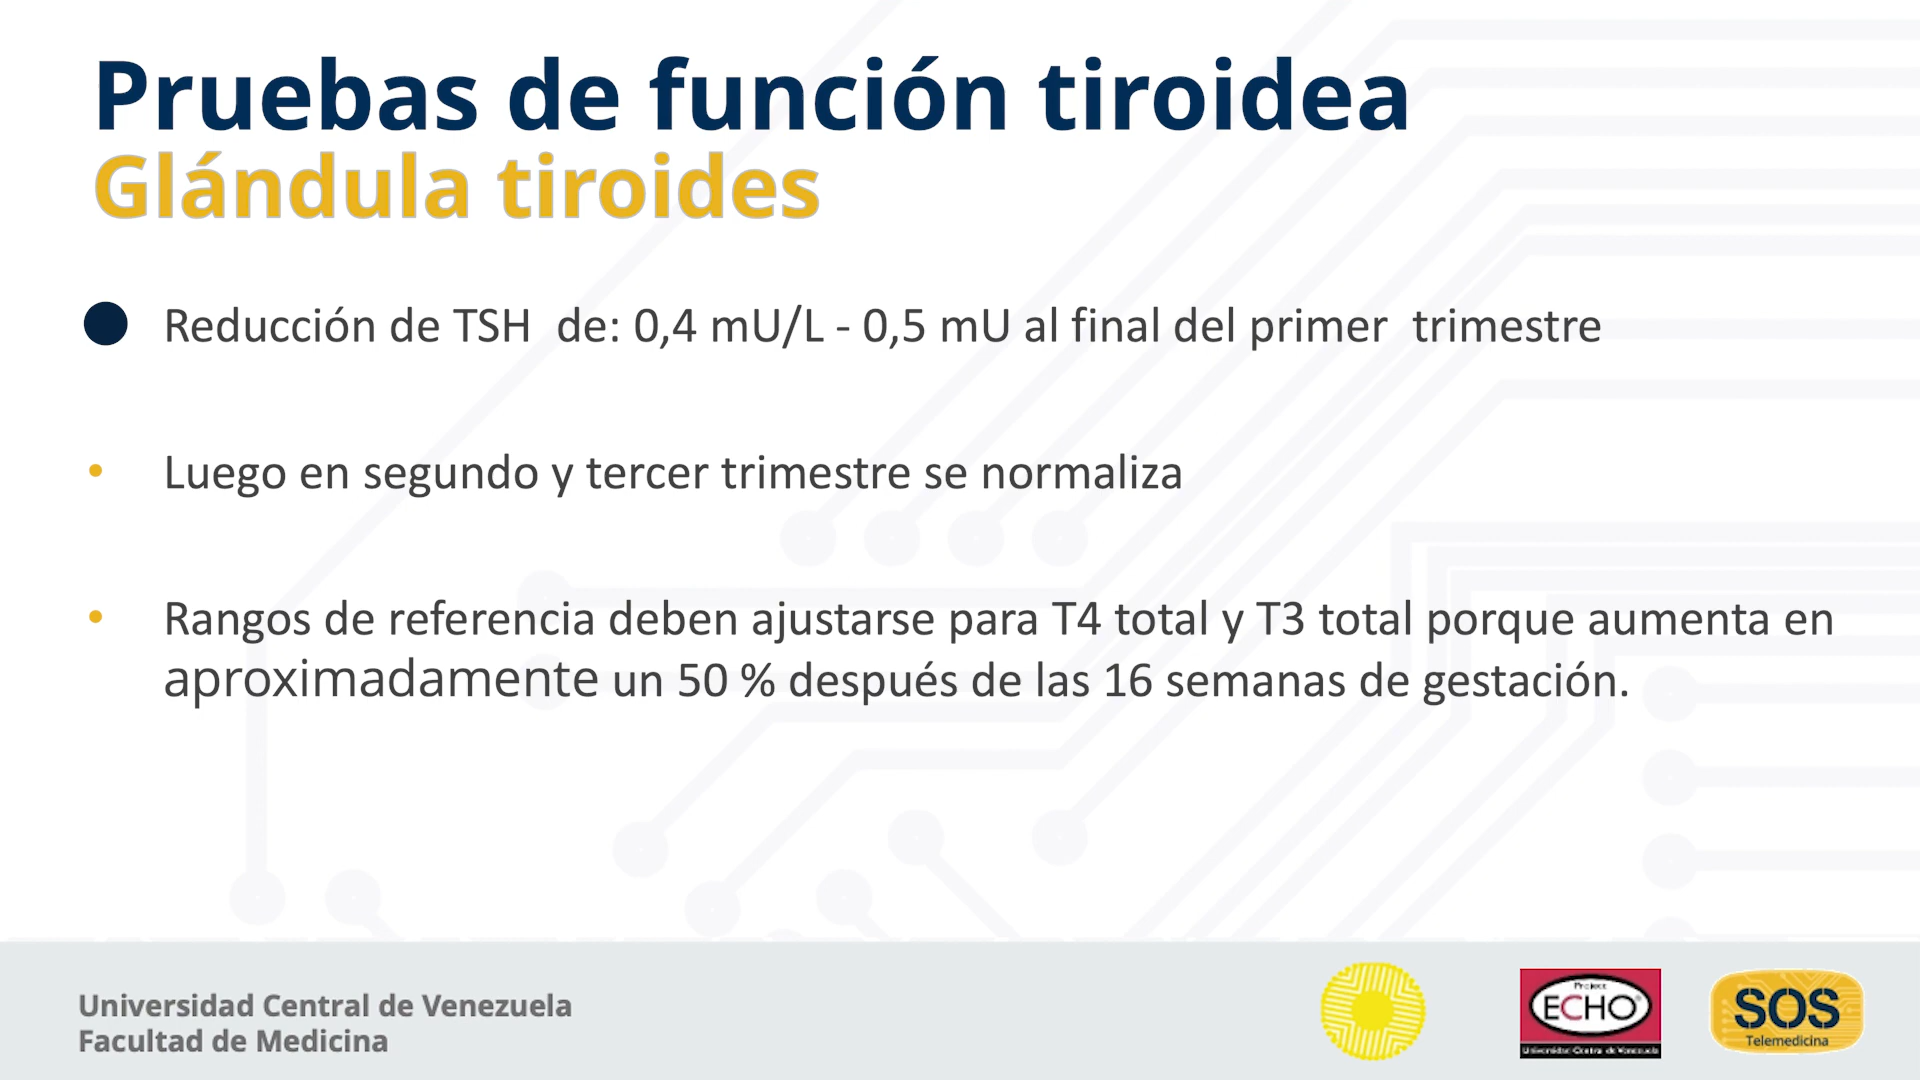 Pruebas de función tiroidea
Glándula tiroides
Reducción de TSH de: 0,4 mU/L - 0,5 mU al final del primer trimestre
Luego en segundo y tercer trimestre se normaliza
Rangos de referencia deben ajustarse para T4 total y T3 total porque aumenta en
aproximadamente un 50 % después de las 16 semanas de gestación.
Universidad Central de Venezuela
Facultad de Medicina
Project
ECHO®
Universidad Central de Venezuela
SOS
Telemedicina